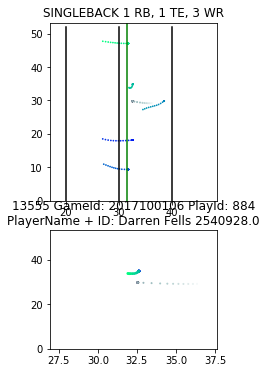 SINGLEBACK 1 RB, 1 TE, 3 WR
50
40
30
20
10
0
20 30 40
13555 GameId: 2017100106 PlayId: 884
PlayerName + ID: Darren Fells 2540928.0
40
20
0
27.5 30.0 32.5 35.0 37.5